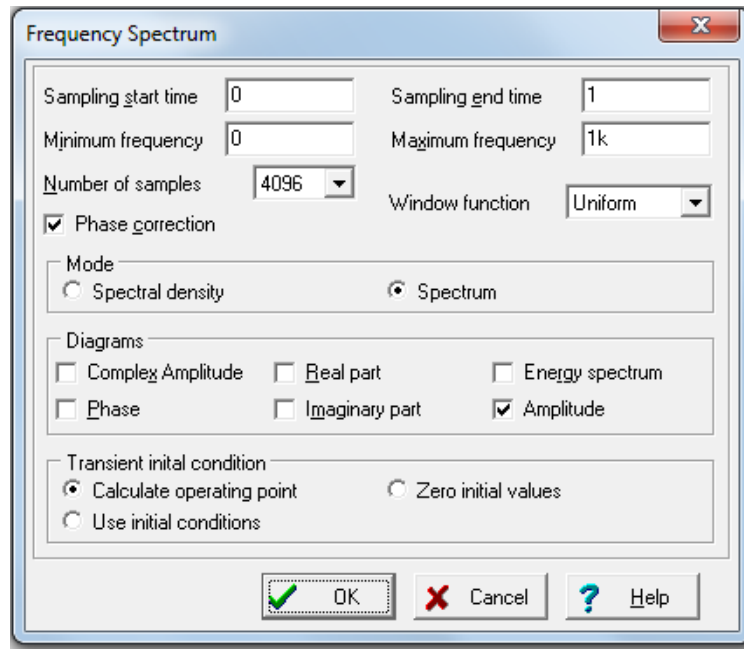 Frequency Spectrum
Sampling start time 0 Sampling end time 1
Minimum frequency 0 Maximum frequency 1k
Number of samples 4096
Window function Uniform
Phase correction
Mode
Spectral density Spectrum
Diagrams
Complex Amplitude Real part Energy spectrum
Phase Imaginary part Amplitude
Transient inital condition
Calculate operating point Zero initial values
Use initial conditions
OK Cancel ? Help